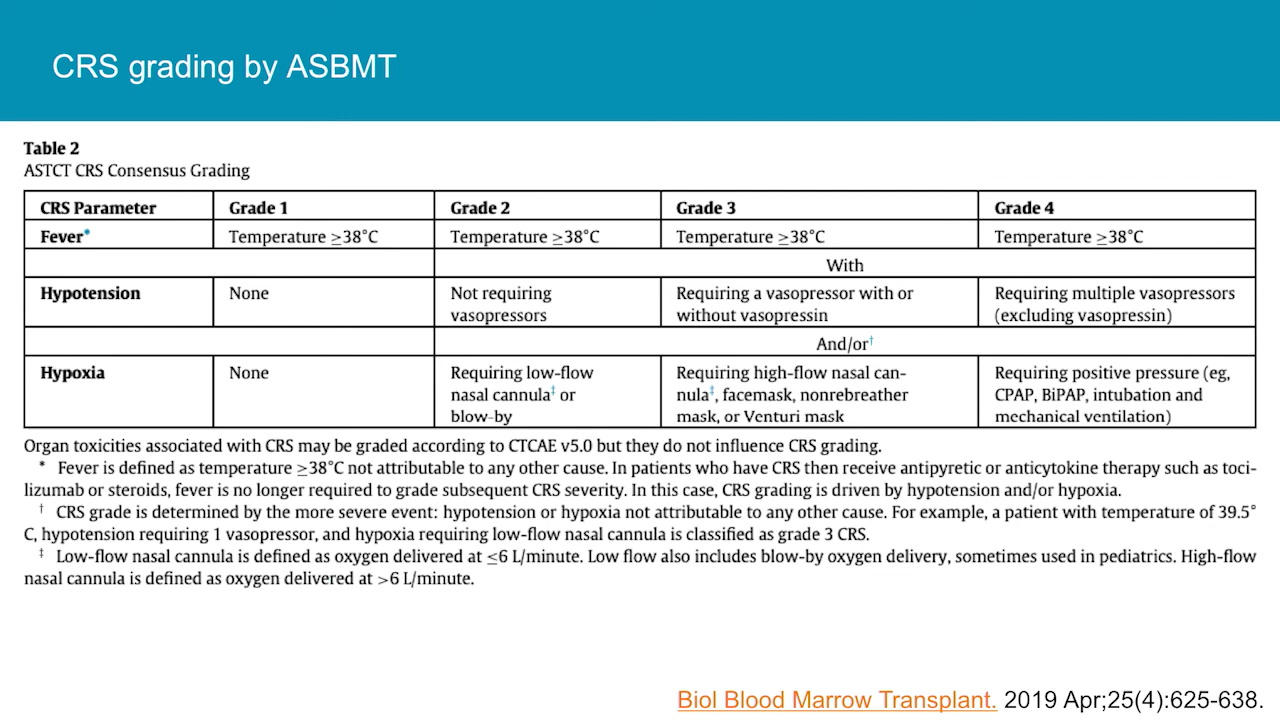 CRS grading by ASBMT
Table 2
ASTCT CRS Consensus Grading
CRS Parameter Grade 1 Grade 2 Grade 3 Grade 4
Fever* Temperature ≥38°C Temperature ≥38°C Temperature ≥38°C Temperature ≥38°C
With
Hypotension None Not requiring Requiring a vasopressor with or Requiring multiple vasopressors
vasopressors without vasopressin (excluding vasopressin)
And/or†
Hypoxia None Requiring low-flow Requiring high-flow nasal can- Requiring positive pressure (eg,
nasal cannula‡ or nula‡, facemask, nonrebreather CPAP, BiPAP, intubation and
blow-by mask, or Venturi mask mechanical ventilation)
Organ toxicities associated with CRS may be graded according to CTCAE v5.0 but they do not influence CRS grading.
* Fever is defined as temperature ≥38°C not attributable to any other cause. In patients who have CRS then receive antipyretic or anticytokine therapy such as toci-
lizumab or steroids, fever is no longer required to grade subsequent CRS severity. In this case, CRS grading is driven by hypotension and/or hypoxia.
† CRS grade is determined by the more severe event: hypotension or hypoxia not attributable to any other cause. For example, a patient with temperature of 39.5°
C, hypotension requiring 1 vasopressor, and hypoxia requiring low-flow nasal cannula is classified as grade 3 CRS.
‡ Low-flow nasal cannula is defined as oxygen delivered at ≤6 L/minute. Low flow also includes blow-by oxygen delivery, sometimes used in pediatrics. High-flow
nasal cannula is defined as oxygen delivered at >6 L/minute.
Biol Blood Marrow Transplant. 2019 Apr;25(4):625-638.